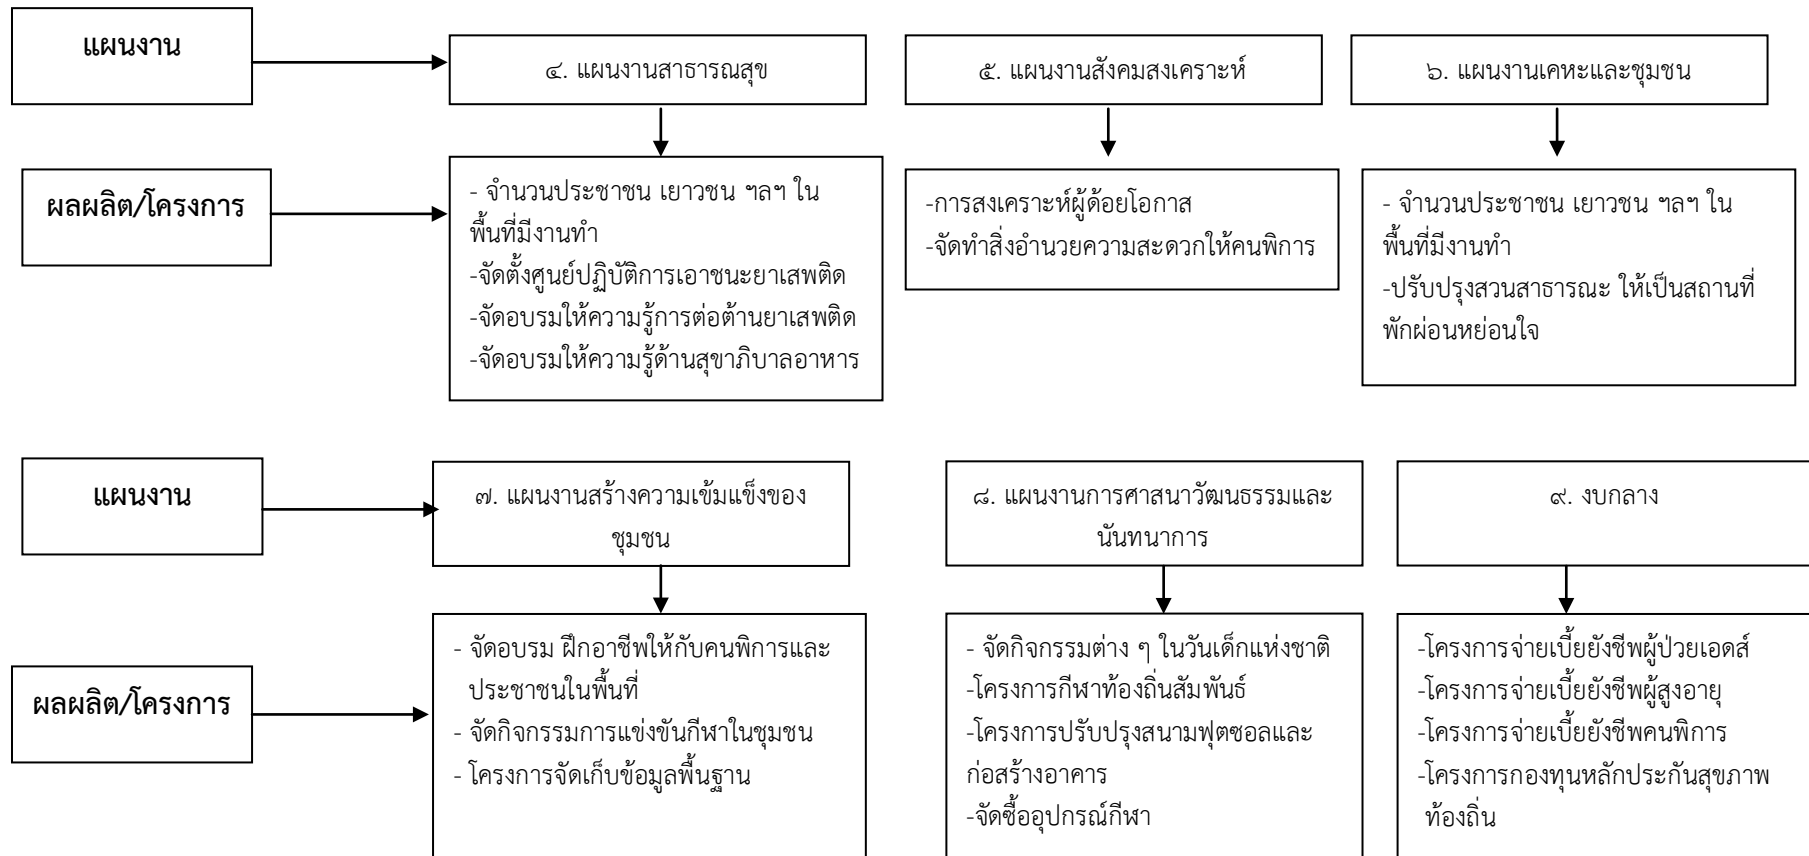 แผนงาน
๔. แผนงานสาธารณสุข
๕. แผนงานสังคมสงเคราะห์
๖. แผนงานเคหะและชุมชน
ผลผลิต/โครงการ
- จำนวนประชาชน เยาวชน ฯลฯ ใน
พื้นที่มีงานทำ
-จัดตั้งศูนย์ปฏิบัติการเอาชนะยาเสพติด
-จัดอบรมให้ความรู้การต่อต้านยาเสพติด
-จัดอบรมให้ความรู้ด้านสุขาภิบาลอาหาร
-การสงเคราะห์ผู้ด้อยโอกาส
-จัดทำสิ่งอำนวยความสะดวกให้คนพิการ
- จำนวนประชาชน เยาวชน ฯลฯ ใน
พื้นที่มีงานทำ
-ปรับปรุงสวนสาธารณะ ให้เป็นสถานที่
พักผ่อนหย่อนใจ
แผนงาน
๗. แผนงานสร้างความเข้มแข็งของ
ชุมชน
๘. แผนงานการศาสนาวัฒนธรรมและ
นันทนาการ
๙. งบกลาง
ผลผลิต/โครงการ
- จัดอบรม ฝึกอาชีพให้กับคนพิการและ
ประชาชนในพื้นที่
- จัดกิจกรรมการแข่งขันกีฬาในชุมชน
- โครงการจัดเก็บข้อมูลพื้นฐาน
- จัดกิจกรรมต่าง ๆ ในวันเด็กแห่งชาติ
-โครงการกีฬาท้องถิ่นสัมพันธ์
-โครงการปรับปรุงสนามฟุตซอลและ
ก่อสร้างอาคาร
-จัดซื้ออุปกรณ์กีฬา
-โครงการจ่ายเบี้ยยังชีพผู้ป่วยเอดส์
-โครงการจ่ายเบี้ยยังชีพผู้สูงอายุ
-โครงการจ่ายเบี้ยยังชีพคนพิการ
-โครงการกองทุนหลักประกันสุขภาพ
ท้องถิ่น